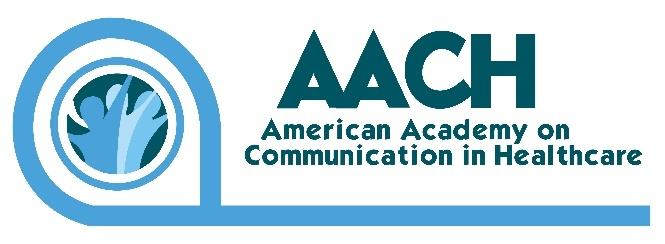 AACH
American Academy on
Communication in Healthcare